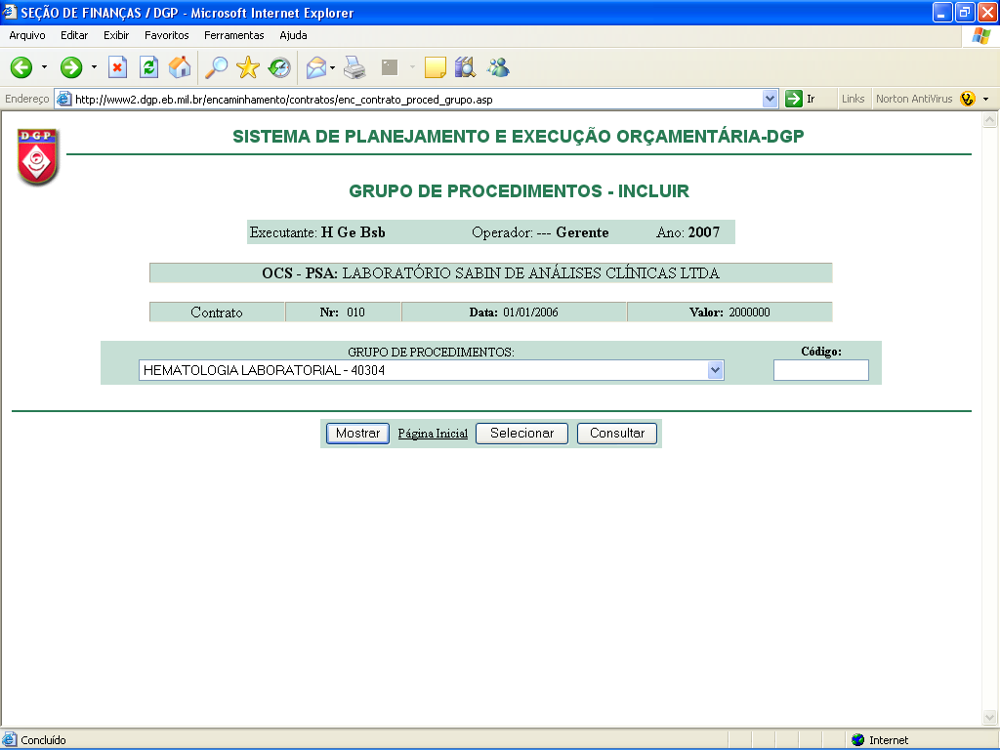 SEÇÃO DE FINANÇAS / DGP - Microsoft Internet Explorer
Arquivo Editar Exibir Favoritos Ferramentas Ajuda
Endereço http://www2.dgp.eb.mil.br/encaminhamento/contratos/enc_contrato_proced_grupo.asp Ir Links Norton AntiVirus
DGP
SISTEMA DE PLANEJAMENTO E EXECUÇÃO ORÇAMENTÁRIA-DGP
GRUPO DE PROCEDIMENTOS - INCLUIR
Executante: H Ge Bsb Operador: --- Gerente Ano: 2007
OCS - PSA: LABORATÓRIO SABIN DE ANÁLISES CLÍNICAS LTDA
Contrato Nr: 010 Data: 01/01/2006 Valor: 2000000
GRUPO DE PROCEDIMENTOS: Código:
HEMATOLOGIA LABORATORIAL - 40304
Mostrar Página Inicial Selecionar Consultar
Concluído Internet